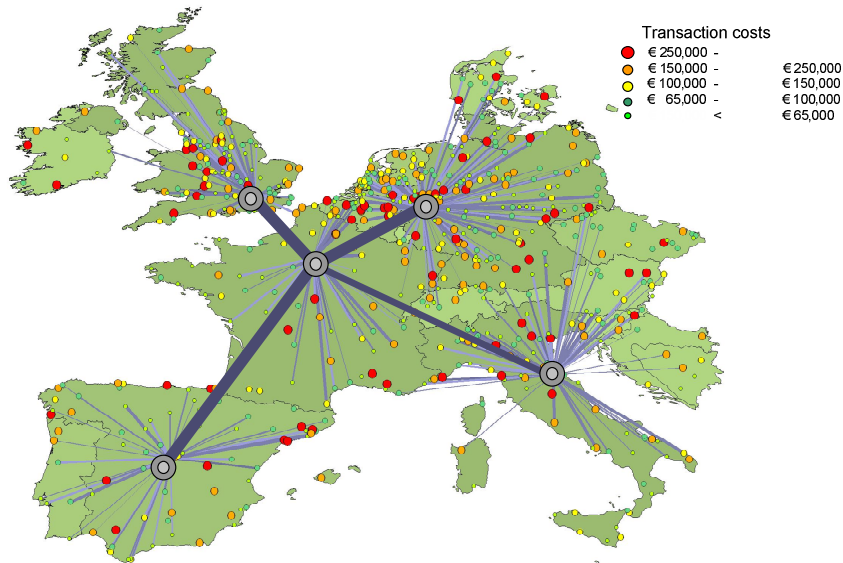 Transaction costs
€ 250,000 -
€ 150,000 - € 250,000
€ 100,000 - € 150,000
€ 65,000 - € 100,000
< € 65,000